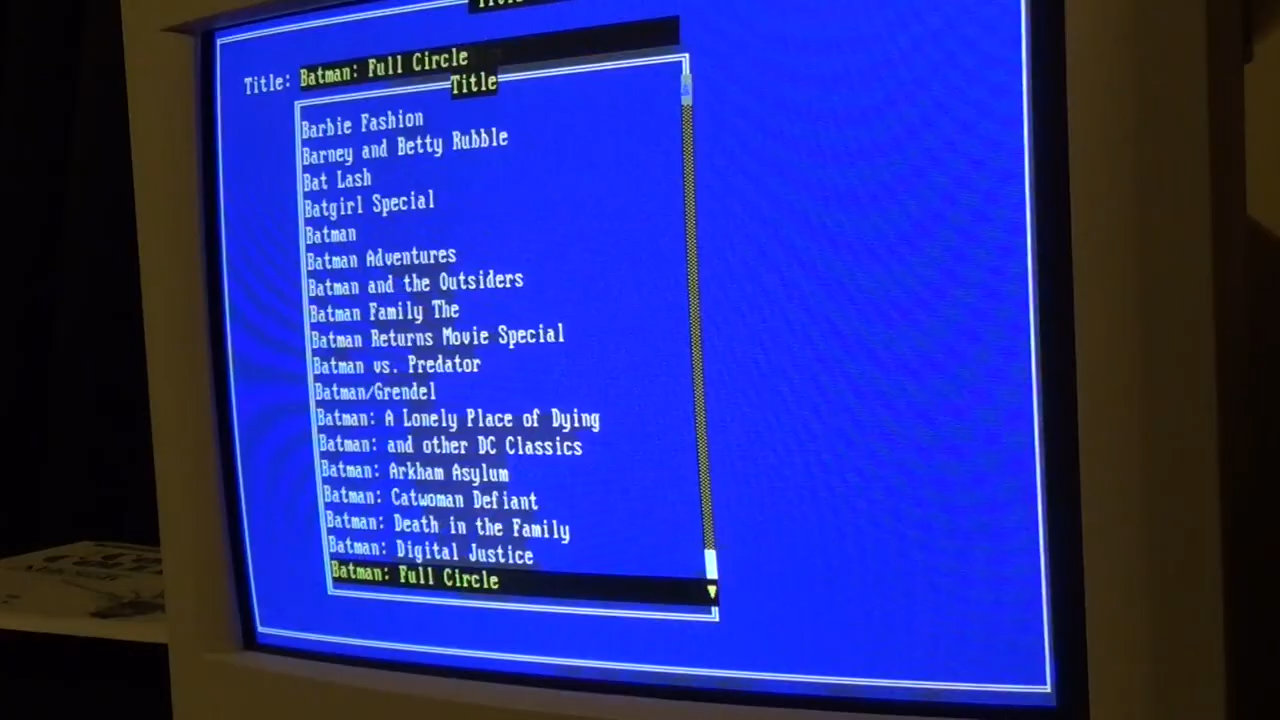 Title
Title: Batman: Full Circle
Title
Barbie Fashion
Barney and Betty Rubble
Bat Lash
Batgirl Special
Batman
Batman Adventures
Batman and the Outsiders
Batman Family The
Batman Returns Movie Special
Batman vs. Predator
Batman/Grendel
Batman: A Lonely Place of Dying
Batman: and other DC Classics
Batman: Arkham Asylum
Batman: Catwoman Defiant
Batman: Death in the Family
Batman: Digital Justice
Batman: Full Circle